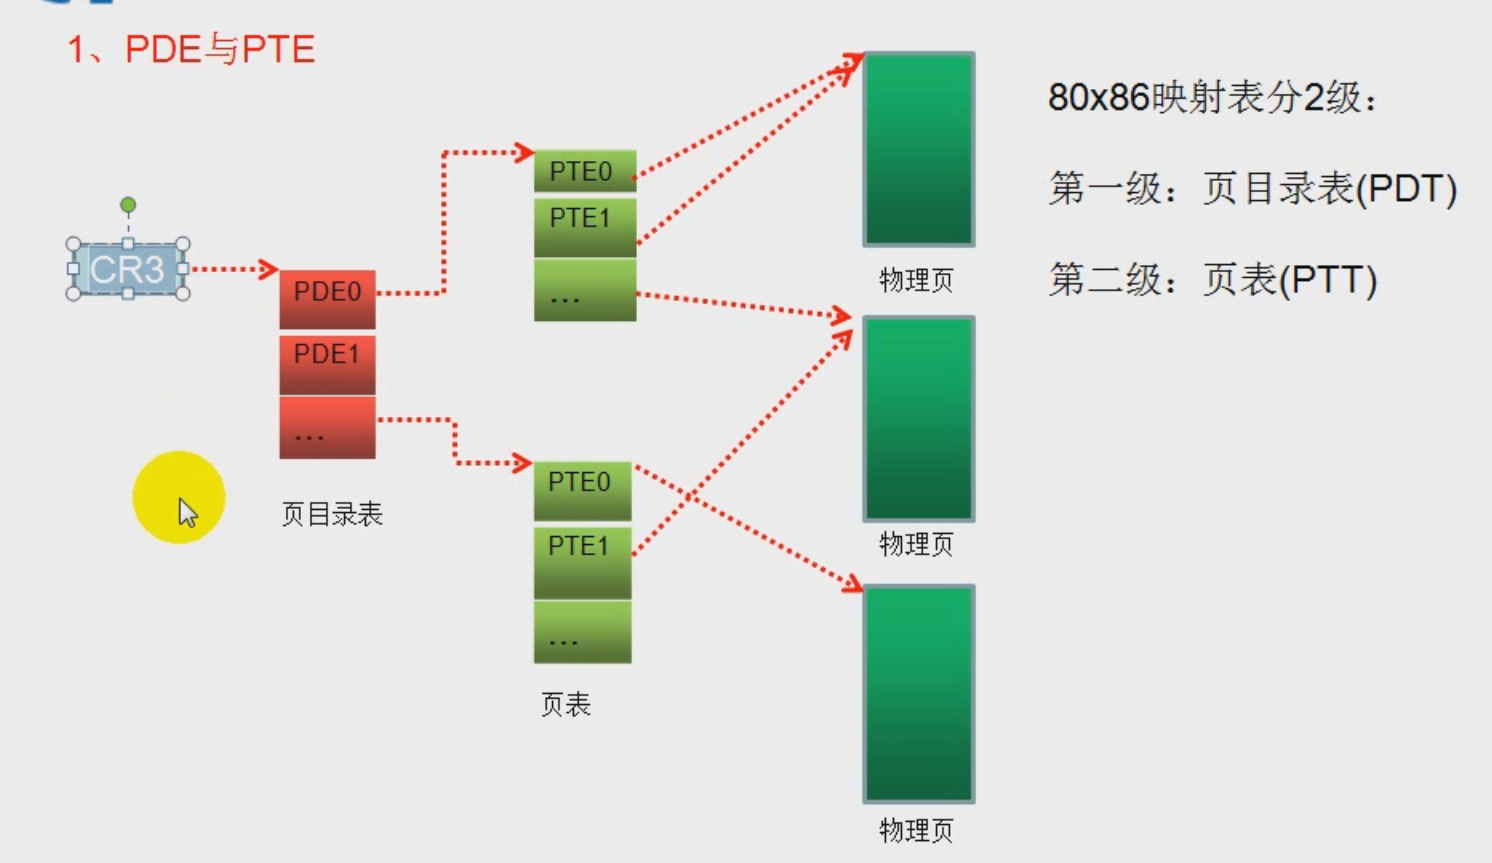 1、PDE与PTE
80x86映射表分2级：
第一级：页目录表(PDT)
第二级：页表(PTT)
CR3
PDE0
PDE1
...
页目录表
PTE0
PTE1
...
PTE0
PTE1
...
页表
物理页
物理页
物理页